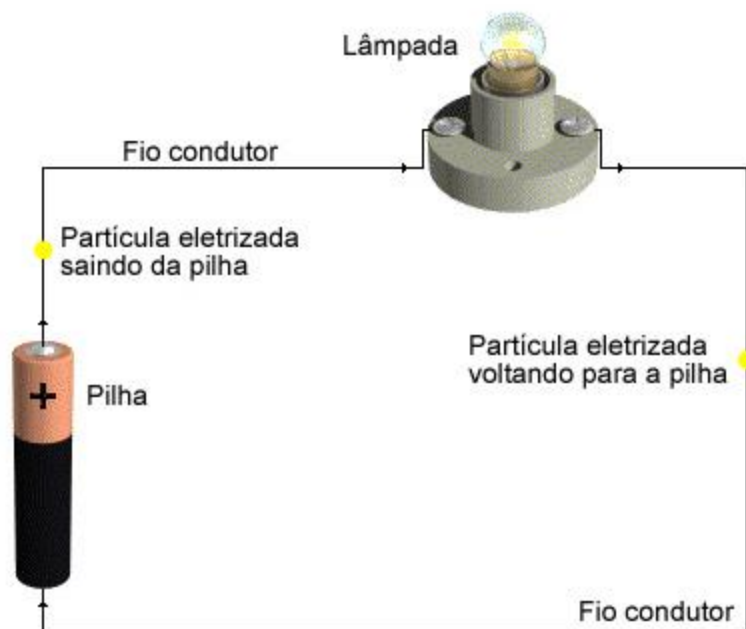 Lâmpada
Fio condutor
Partícula eletrizada
saindo da pilha
Partícula eletrizada
voltando para a pilha
+
Pilha
Fio condutor